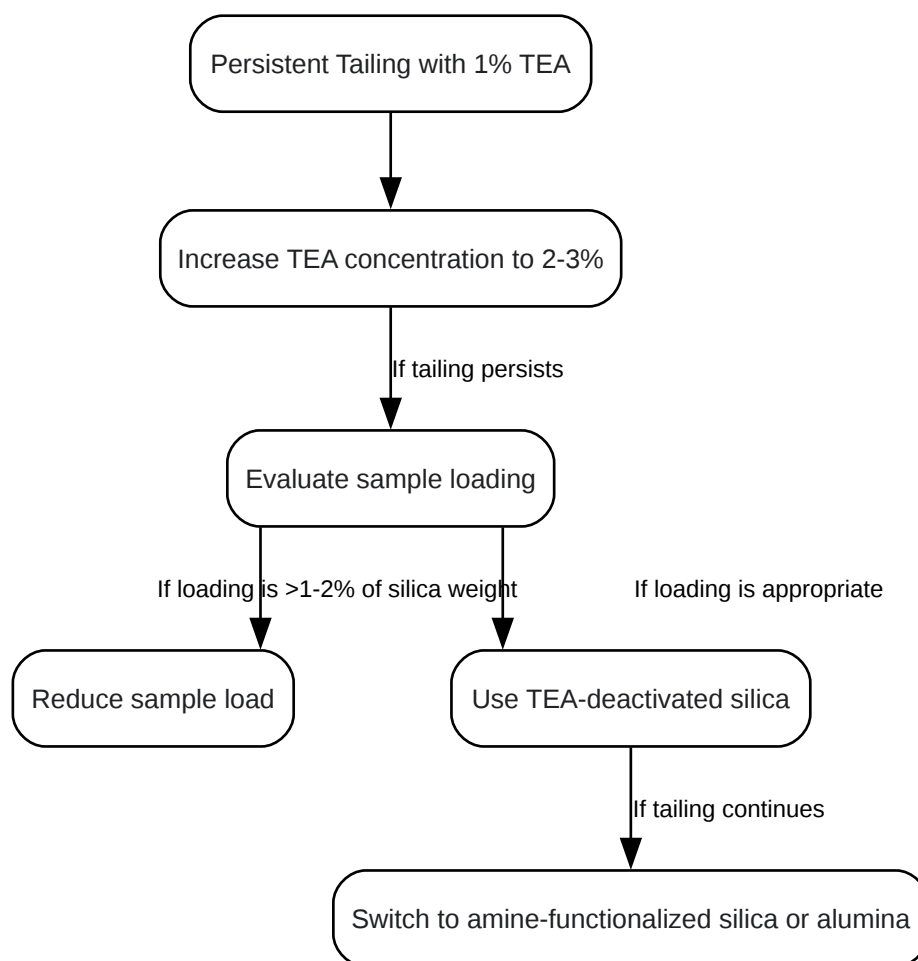 Persistent Tailing with 1% TEA
Increase TEA concentration to 2-3%
If tailing persists
Evaluate sample loading
If loading is >1-2% of silica weight
If loading is appropriate
Reduce sample load
Use TEA-deactivated silica
If tailing continues
Switch to amine-functionalized silica or alumina